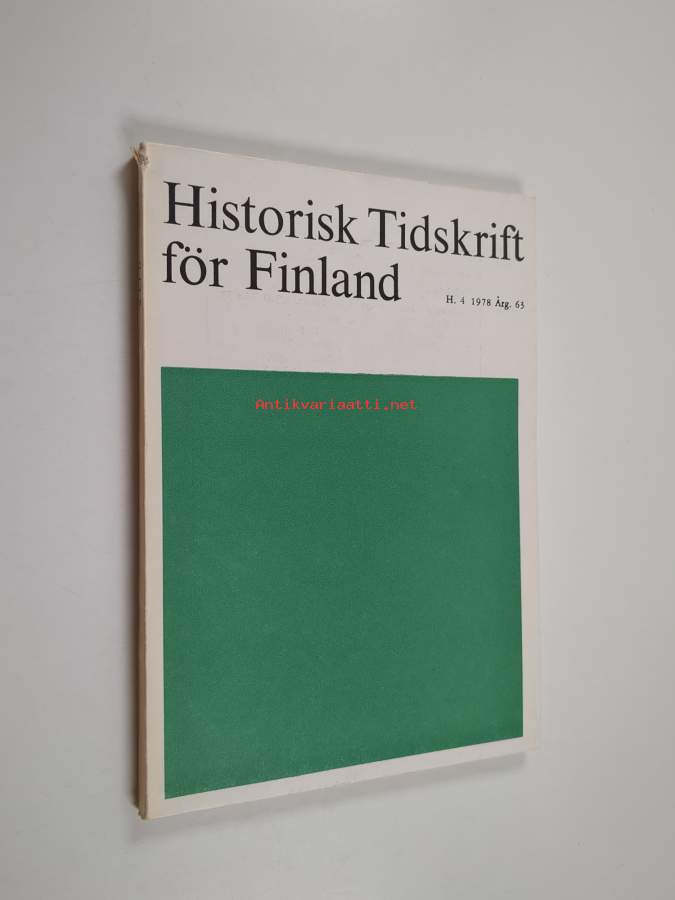 Historisk Tidskrift
för Finland
H. 4 1978 Årg. 63
Antikvariaatti.net